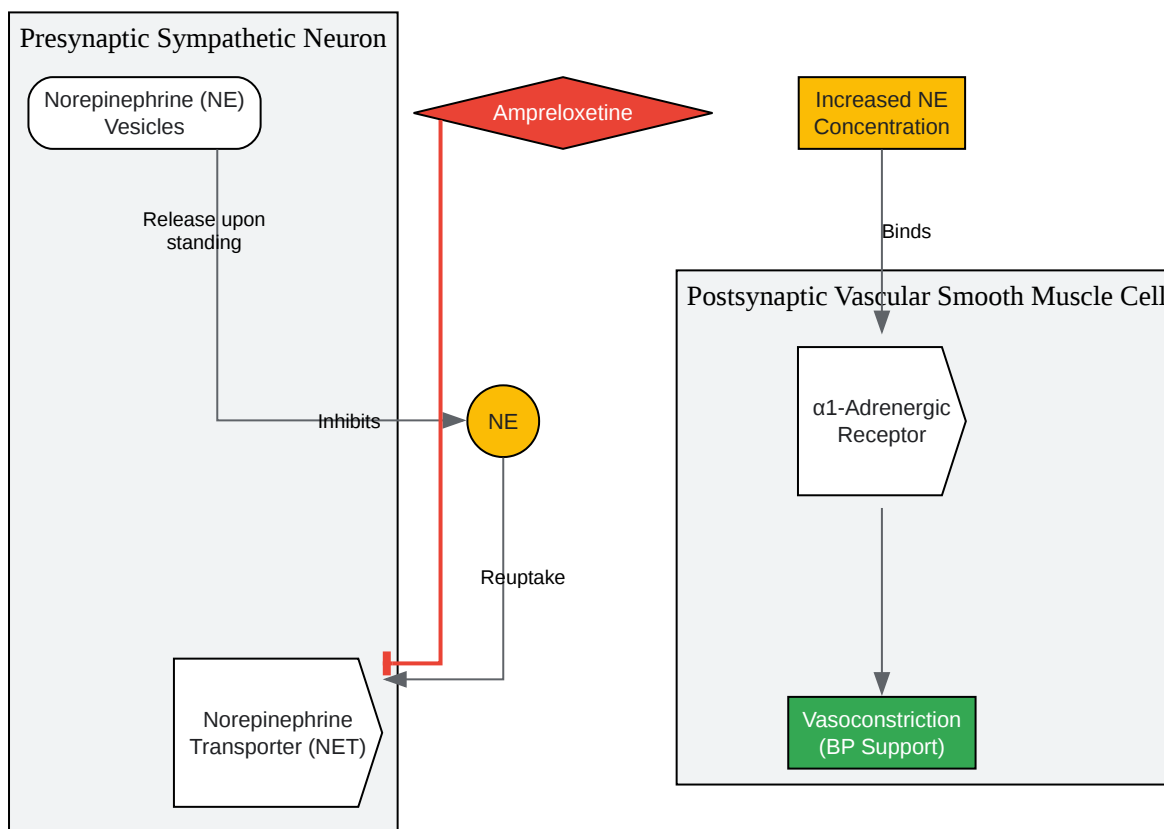 Presynaptic Sympathetic Neuron
Norepinephrine (NE)
Vesicles
Ampreloxetine
Increased NE
Concentration
Release upon
standing
Binds
Postsynaptic Vascular Smooth Muscle Cell
α1-Adrenergic
Receptor
Inhibits
NE
Reuptake
Norepinephrine
Transporter (NET)
Vasoconstriction
(BP Support)